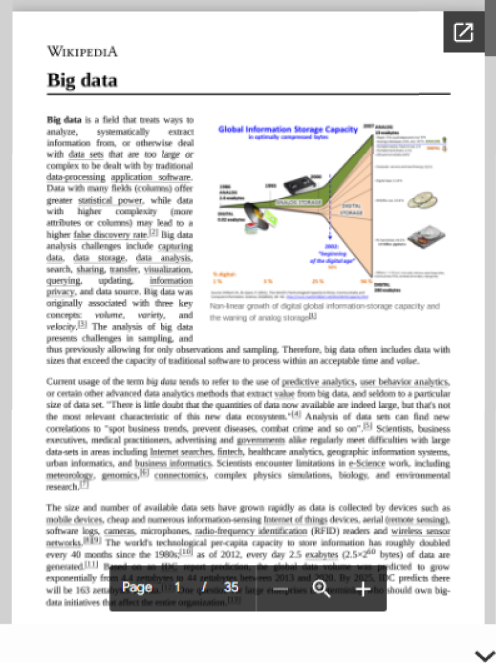 WIKIPEDIA
Big data
Big data is a field that treats ways to
analyze, systematically extract
information from, or otherwise deal
with data sets that are too large or
complex to be dealt with by traditional
data-processing application software.
Data with many fields (columns) offer
greater statistical power, while data
with higher complexity (more
attributes or columns) may lead to a
higher false discovery rate.[2] Big data
analysis challenges include capturing
data, data storage, data analysis,
search, sharing, transfer, visualization,
querying, updating, information
privacy, and data source. Big data was
originally associated with three key
concepts: volume, variety, and
velocity.[3] The analysis of big data
presents challenges in sampling, and
thus previously allowing for only observations and sampling. Therefore, big data often includes data with
sizes that exceed the capacity of traditional software to process within an acceptable time and value.
Global Information Storage Capacity
in optimally compressed bytes
2007 ANALOG
1986
ANALOG
1993
2000
ANALOG STORAGE
DIGITAL
DIGITAL
STORAGE
2002:
"beginning
of the digital age"
% digital:
1 %
3 %
25 %
94 %
DIGITAL
Non-linear growth of digital global information-storage capacity and
the waning of analog storage[1]
Current usage of the term big data tends to refer to the use of predictive analytics, user behavior analytics,
or certain other advanced data analytics methods that extract value from big data, and seldom to a particular
size of data set. "There is little doubt that the quantities of data now available are indeed large, but that's not
the most relevant characteristic of this new data ecosystem."[4] Analysis of data sets can find new
correlations to "spot business trends, prevent diseases, combat crime and so on".[5] Scientists, business
executives, medical practitioners, advertising and governments alike regularly meet difficulties with large
data-sets in areas including Internet searches, fintech, healthcare analytics, geographic information systems,
urban informatics, and business informatics. Scientists encounter limitations in e-Science work, including
meteorology, genomics,[6] connectomics, complex physics simulations, biology, and environmental
research.[7]
The size and number of available data sets have grown rapidly as data is collected by devices such as
mobile devices, cheap and numerous information-sensing Internet of things devices, aerial (remote sensing),
software logs, cameras, microphones, radio-frequency identification (RFID) readers and wireless sensor
networks.[8][9] The world's technological per-capita capacity to store information has roughly doubled
every 40 months since the 1980s;[10] as of 2012, every day 2.5 exabytes (2.5×2^60 bytes) of data are
generated.[11] Based on an IDC report prediction, the global data volume was predicted to grow
exponentially from 4.4 zettabytes to 44 zettabytes between 2013 and 2020. By 2025, IDC predicts there
will be 163 zettabytes should own big-
data initiatives that affect the entire organization.[13]
Page 1 / 35